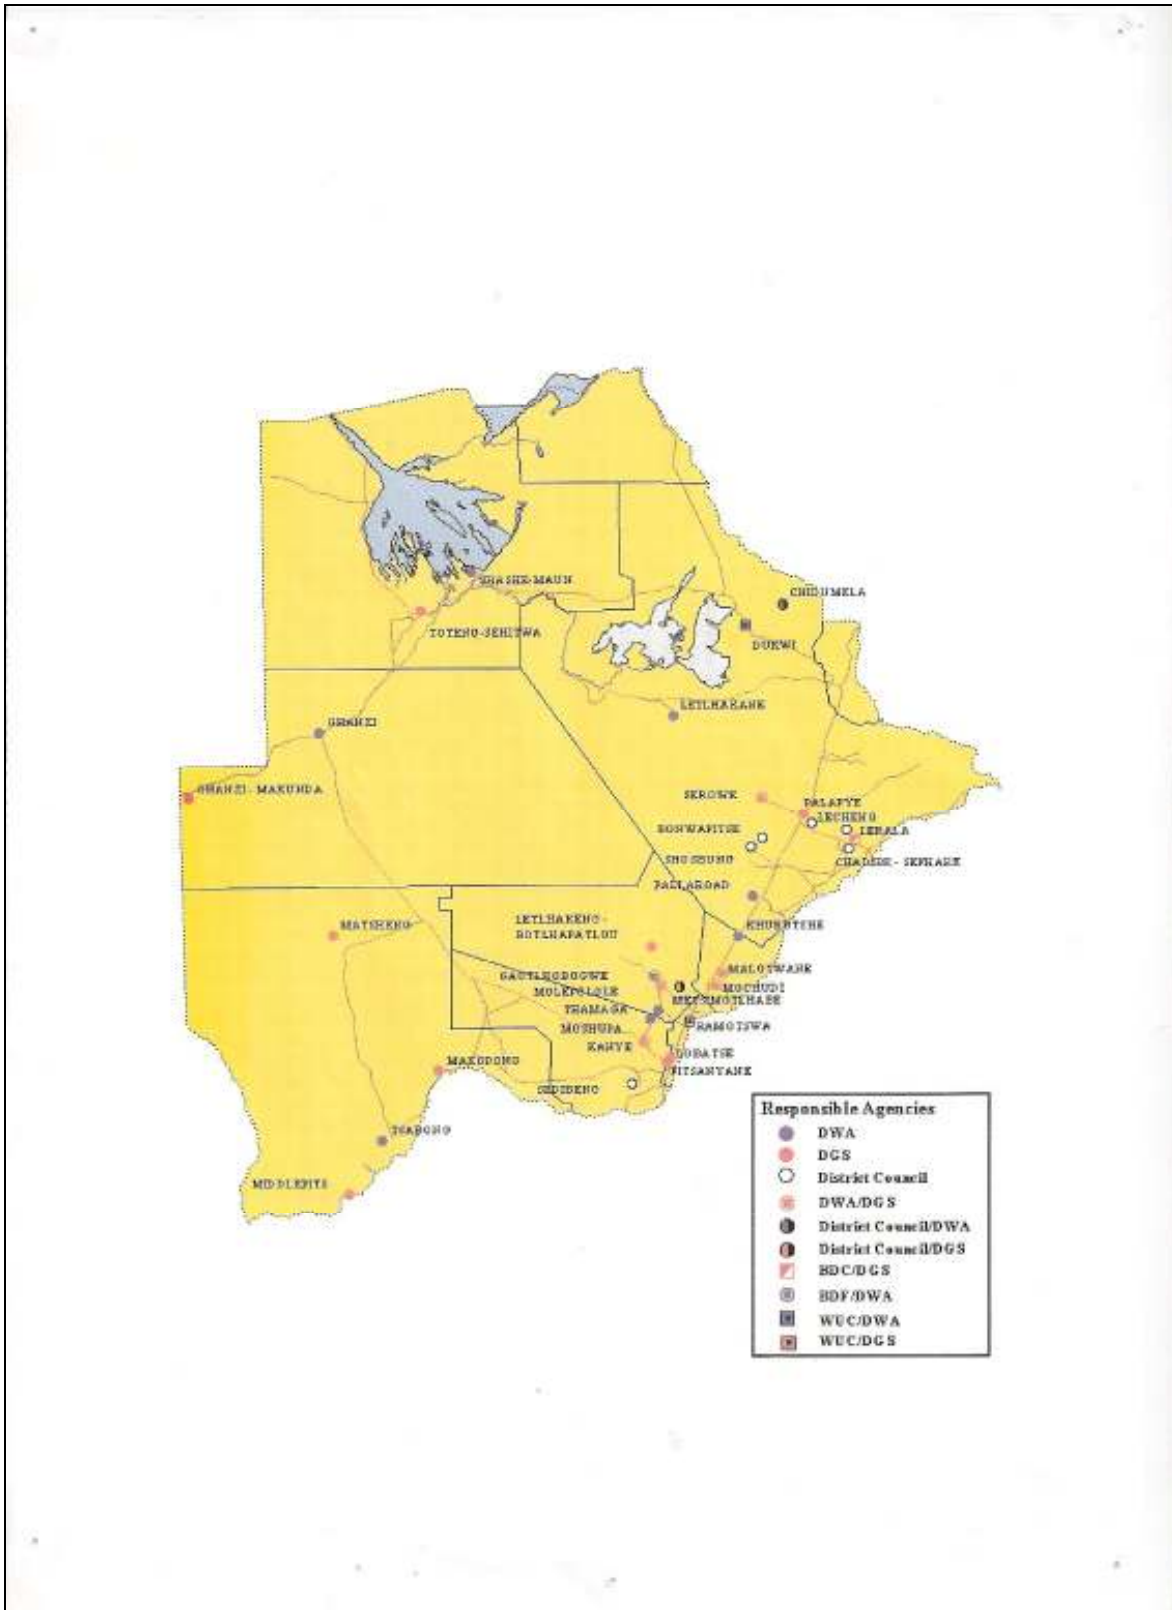 SHASHE-MAUN
CHIDUMELA
TOTENG-SEHITWA
DUKWI
LETLHAKANE
GHANZI
GHANZI - MAKUNDA
SEROWE
PALAPYE
LECHENG
BONWAPITSE
LERALA
SHOSHONG
CHADIBE - SEFHARE
PALLAROAD
LETLHAKENG -
BOTLHAPATLOU
KHURUTSHE
MATSHENG
MALOTWANE
GAOTLHOBOGWE
MOCHUDI
MOLEPOLOLE
METSEMOTLHABE
THAMAGA
RAMOTSWA
MOSHUPA
KANYE
LOBATSE
MAKOPONG
PITSANYANE
SEDIBENG
TSABONG
MIDDLEPITS
Responsible Agencies
DWA
DGS
District Council
DWA/DGS
District Council/DWA
District Council/DGS
BDC/DGS
BDF/DWA
WUC/DWA
WUC/DGS